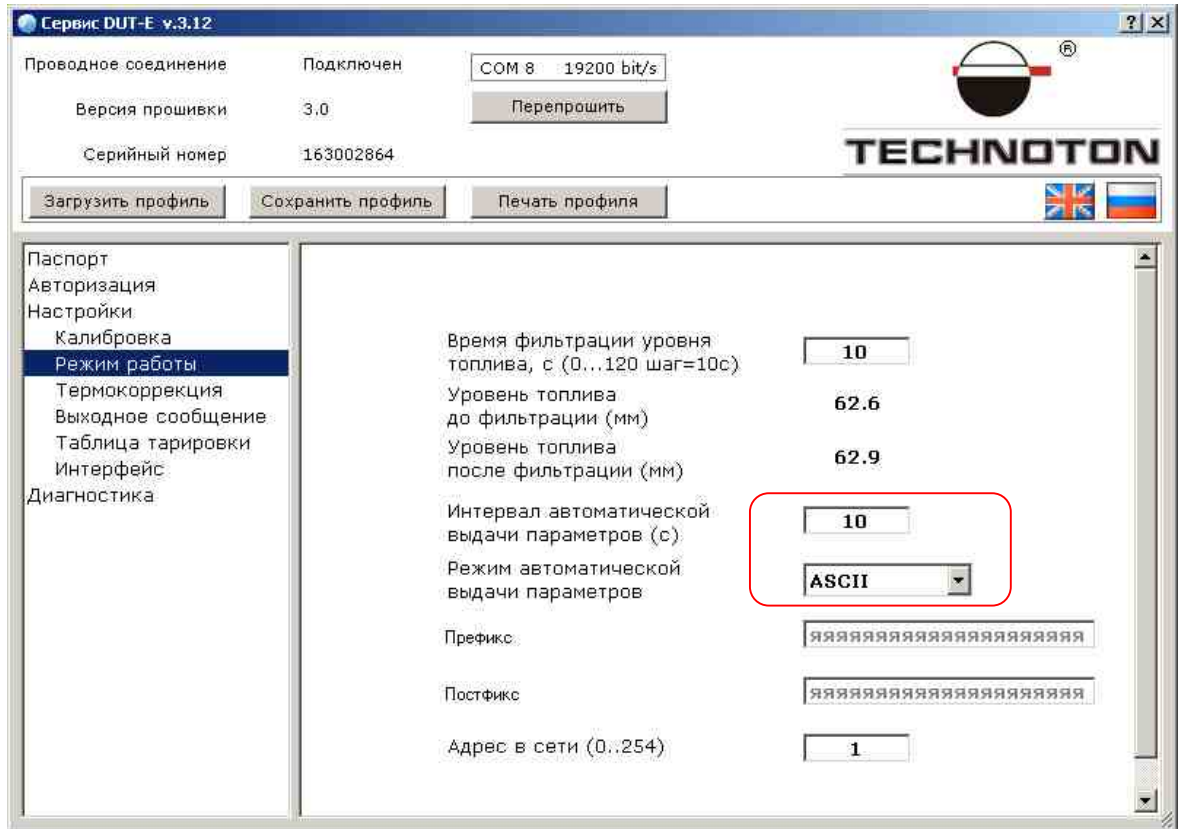 Сервис DUT-E v.3.12
Проводное соединение Подключен COM 8 19200 bit/s
Версия прошивки 3.0 Перепрошить
Серийный номер 163002864
®
TECHNOTON
Загрузить профиль Сохранить профиль Печать профиля
Паспорт
Авторизация
Настройки
Калибровка
Режим работы
Термокоррекция
Выходное сообщение
Таблица тарировки
Интерфейс
Диагностика
Время фильтрации уровня
топлива, с (0...120 шаг=10с) 10
Уровень топлива
до фильтрации (мм) 62.6
Уровень топлива
после фильтрации (мм) 62.9
Интервал автоматической
выдачи параметров (с) 10
Режим автоматической
выдачи параметров ASCII
Префикс яяяяяяяяяяяяяяяяяяяя
Постфикс яяяяяяяяяяяяяяяяяяяя
Адрес в сети (0..254) 1